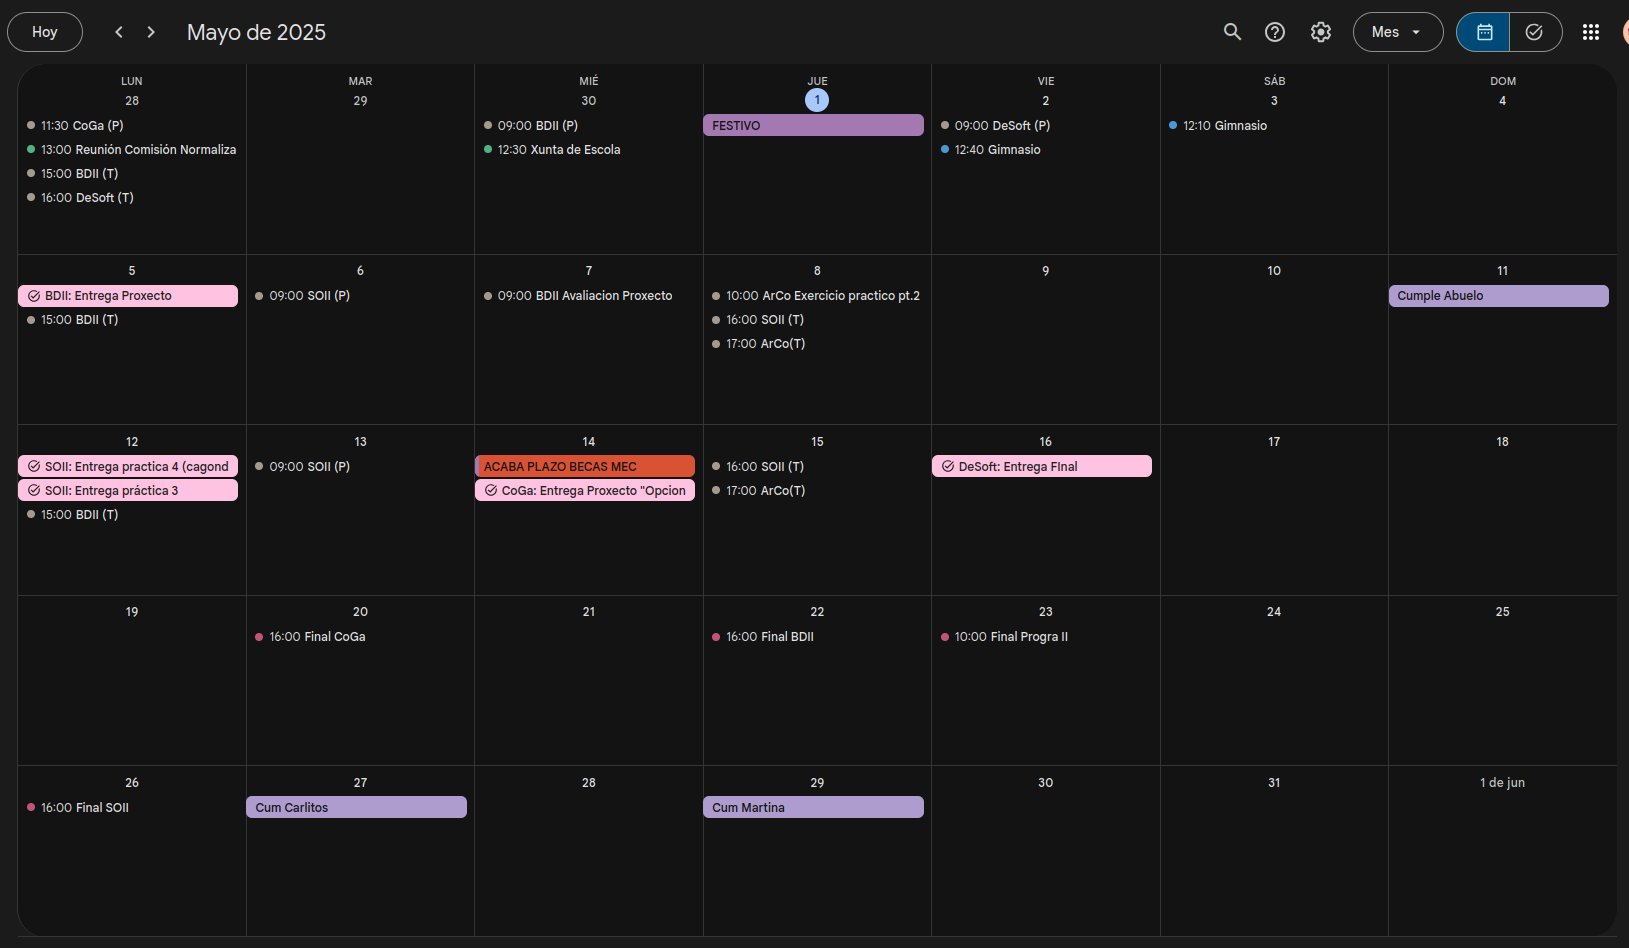 Hoy
Mayo de 2025
Mes
LUN
MAR
MIÉ
JUE
VIE
SÁB
DOM
28
29
30
1
2
3
4
11:30 CoGa (P)
13:00 Reunión Comisión Normaliza
15:00 BDII (T)
16:00 DeSoft (T)
09:00 BDII (P)
12:30 Xunta de Escola
FESTIVO
09:00 DeSoft (P)
12:40 Gimnasio
12:10 Gimnasio
5
6
7
8
9
10
11
BDII: Entrega Proxecto
15:00 BDII (T)
09:00 SOII (P)
09:00 BDII Avaliacion Proxecto
10:00 ArCo Exercicio practico pt.2
16:00 SOII (T)
17:00 ArCo(T)
Cumple Abuelo
12
13
14
15
16
17
18
SOII: Entrega practica 4 (cagond
SOII: Entrega práctica 3
15:00 BDII (T)
09:00 SOII (P)
ACABA PLAZO BECAS MEC
CoGa: Entrega Proxecto "Opcion
16:00 SOII (T)
17:00 ArCo(T)
DeSoft: Entrega FInal
19
20
21
22
23
24
25
16:00 Final CoGa
16:00 Final BDII
10:00 Final Progra II
26
27
28
29
30
31
1 de jun
16:00 Final SOII
Cum Carlitos
Cum Martina